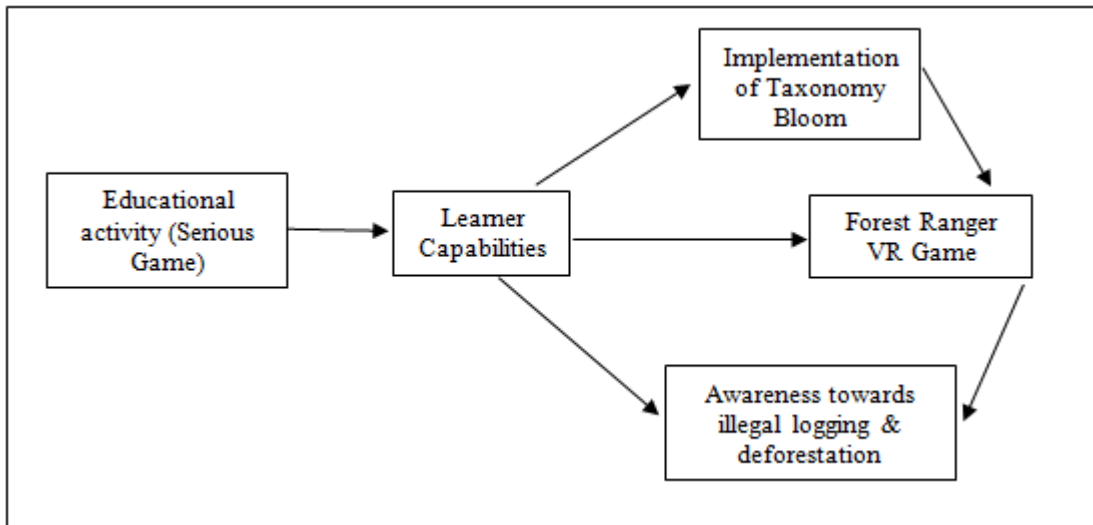 Implementation
of Taxonomy
Bloom
Educational
activity (Serious
Game)
Learner
Capabilities
Forest Ranger
VR Game
Awareness towards
illegal logging &
deforestation